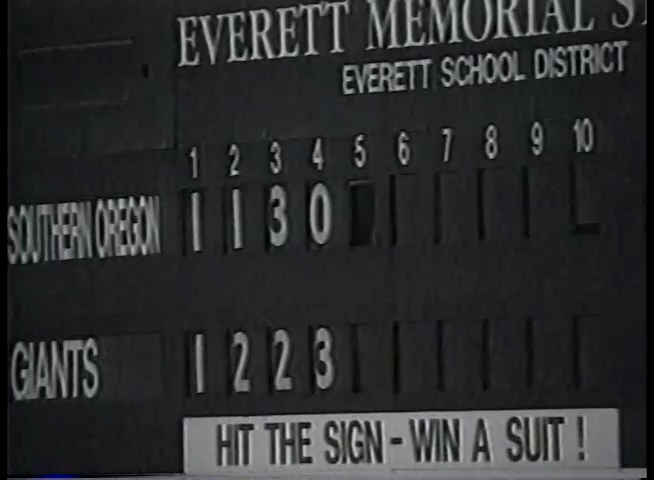 EVERETT MEMORIAL
EVERETT SCHOOL DISTRICT
1 2 3 4 5 6 7 8 9 10
SOUTHERN OREGON 1 1 3 0
GIANTS 1 2 2 3
HIT THE SIGN - WIN A SUIT !